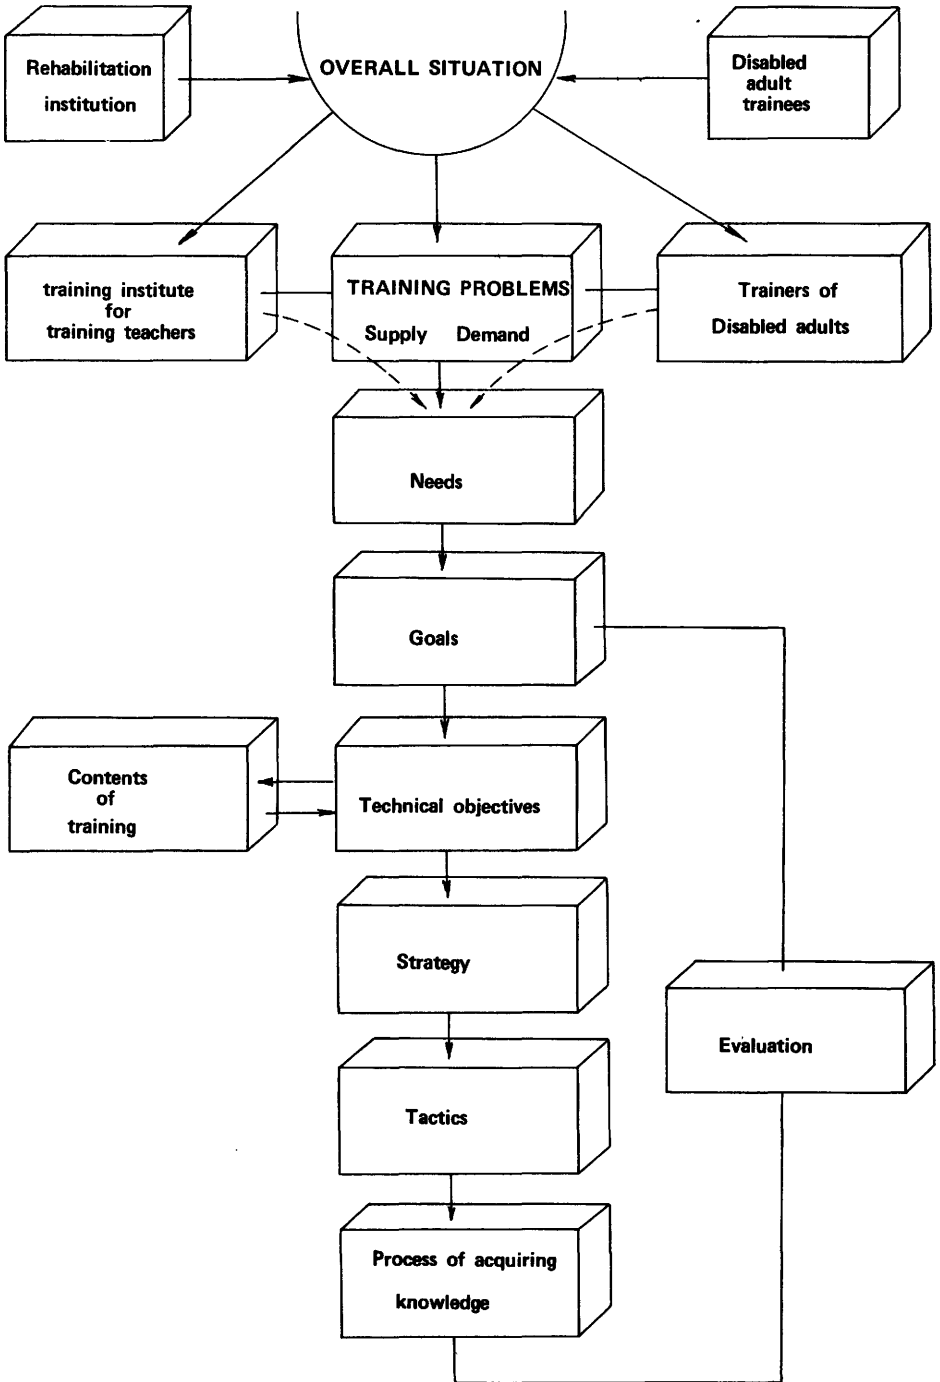 Rehabilitation
institution
OVERALL SITUATION
Disabled
adult
trainees
training institute
for
training teachers
TRAINING PROBLEMS
Supply Demand
Trainers of
Disabled adults
Needs
Goals
Contents
of
training
Technical objectives
Strategy
Evaluation
Tactics
Process of acquiring
knowledge